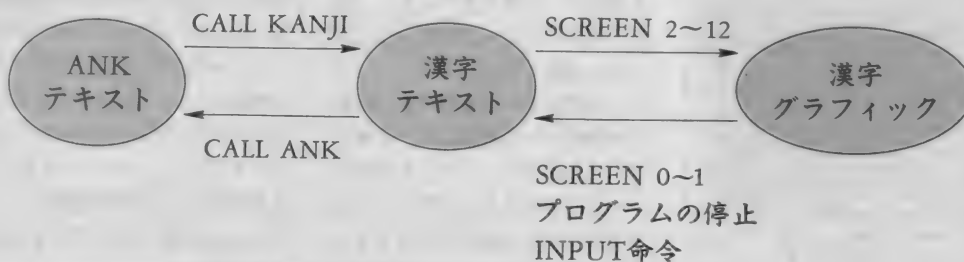 CALL KANJI
SCREEN 2~12
ANK
テキスト
漢字
テキスト
漢字
グラフィック
CALL ANK
SCREEN 0~1
プログラムの停止
INPUT命令